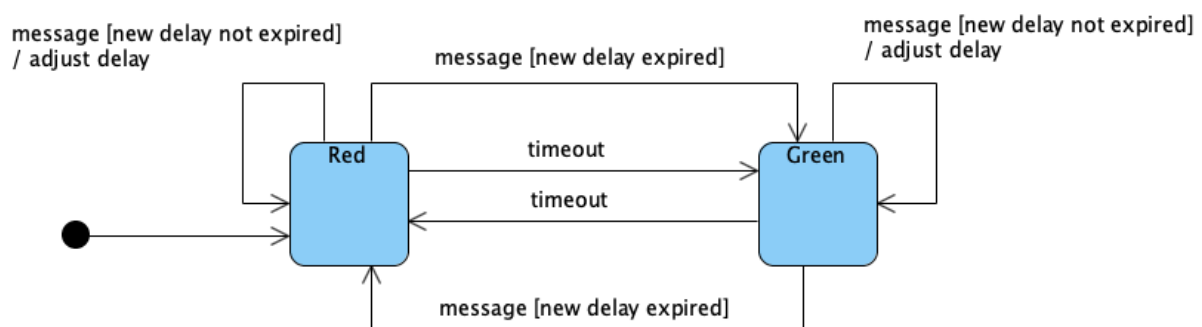 message [new delay not expired]
/ adjust delay
message [new delay expired]
message [new delay not expired]
/ adjust delay
Red
timeout
Green
timeout
message [new delay expired]